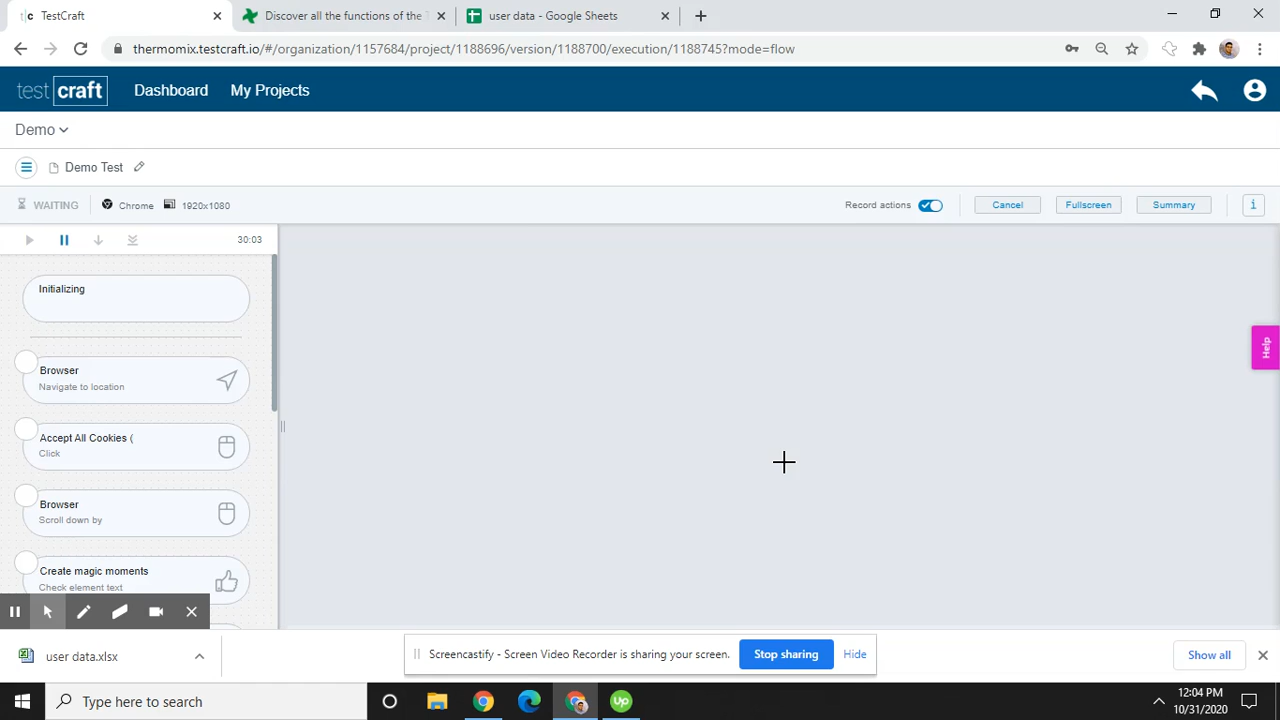 TestCraft
Discover all the functions of the T
user data - Google Sheets
thermomix.testcraft.io/#/organization/1157684/project/1188696/version/1188700/execution/1188745?mode=flow
test craft
Dashboard
My Projects
Demo
Demo Test
WAITING
Chrome
1920x1080
Record actions
Cancel
Fullscreen
Summary
i
30:03
Initializing
Browser
Navigate to location
Accept All Cookies (
Click
Browser
Scroll down by
Create magic moments
Check element text
Help
user data.xlsx
Screencastify - Screen Video Recorder is sharing your screen.
Stop sharing
Hide
Show all
Type here to search
Up
12:04 PM
10/31/2020